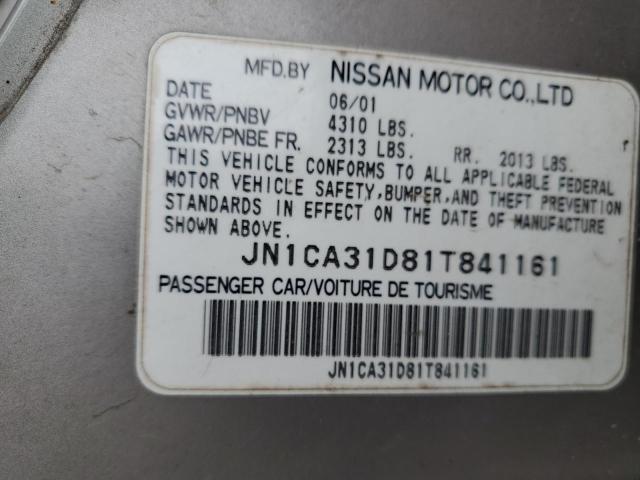 MFD.BY NISSAN MOTOR CO.,LTD
DATE 06/01
GVWR/PNBV 4310 LBS.
GAWR/PNBE FR. 2313 LBS. RR. 2013 LBS.
THIS VEHICLE CONFORMS TO ALL APPLICABLE FEDERAL
MOTOR VEHICLE SAFETY,BUMPER,AND THEFT PREVENTION
STANDARDS IN EFFECT ON THE DATE OF MANUFACTURE
SHOWN ABOVE.
JN1CA31D81T841161
PASSENGER CAR/VOITURE DE TOURISME
JN1CA31D81T841161